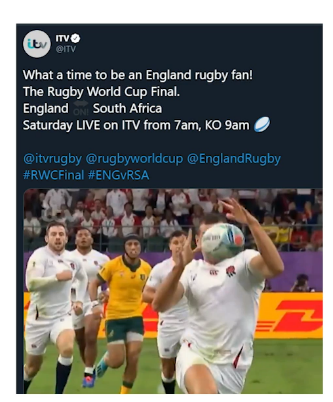 itv
ITV
@ITV
What a time to be an England rugby fan!
The Rugby World Cup Final.
England 🔛 South Africa
Saturday LIVE on ITV from 7am, KO 9am 🏉
@itvrugby @rugbyworldcup @EnglandRugby
#RWCFinal #ENGvRSA